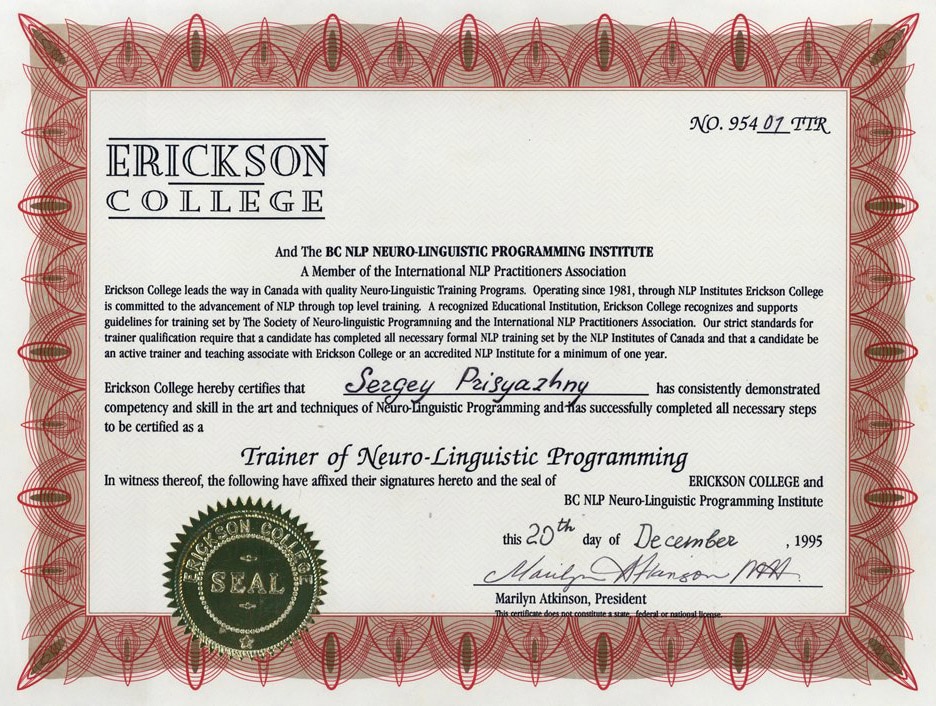 NO. 954 01 TTR
ERICKSON
COLLEGE
And The BC NLP NEURO-LINGUISTIC PROGRAMMING INSTITUTE
A Member of the International NLP Practitioners Association
Erickson College leads the way in Canada with quality Neuro-Linguistic Training Programs. Operating since 1981, through NLP Institutes Erickson College
is committed to the advancement of NLP through top level training. A recognized Educational Institution, Erickson College recognizes and supports
guidelines for training set by The Society of Neuro-linguistic Programning and the International NLP Practitioners Association. Our strict standards for
trainer qualification require that a candidate has completed all necessary formal NLP training set by the NLP Institutes of Canada and that a candidate be
an active trainer and teaching associate with Erickson College or an accredited NLP Institute for a minimum of one year.
Erickson College hereby certifies that Sergey Prisyazhny has consistently demonstrated
competency and skill in the art and techniques of Neuro-Linguistic Programming and has successfully completed all necessary steps
to be certified as a
Trainer of Neuro-Linguistic Programming
In witness thereof, the following have affixed their signatures hereto and the seal of ERICKSON COLLEGE and
BC NLP Neuro-Linguistic Programming Institute
this 20th day of December, 1995
Marilyn Atkinson
Marilyn Atkinson, President
This certificate does not constitute a state, federal or national license.
ERICKSON COLLEGE
SEAL